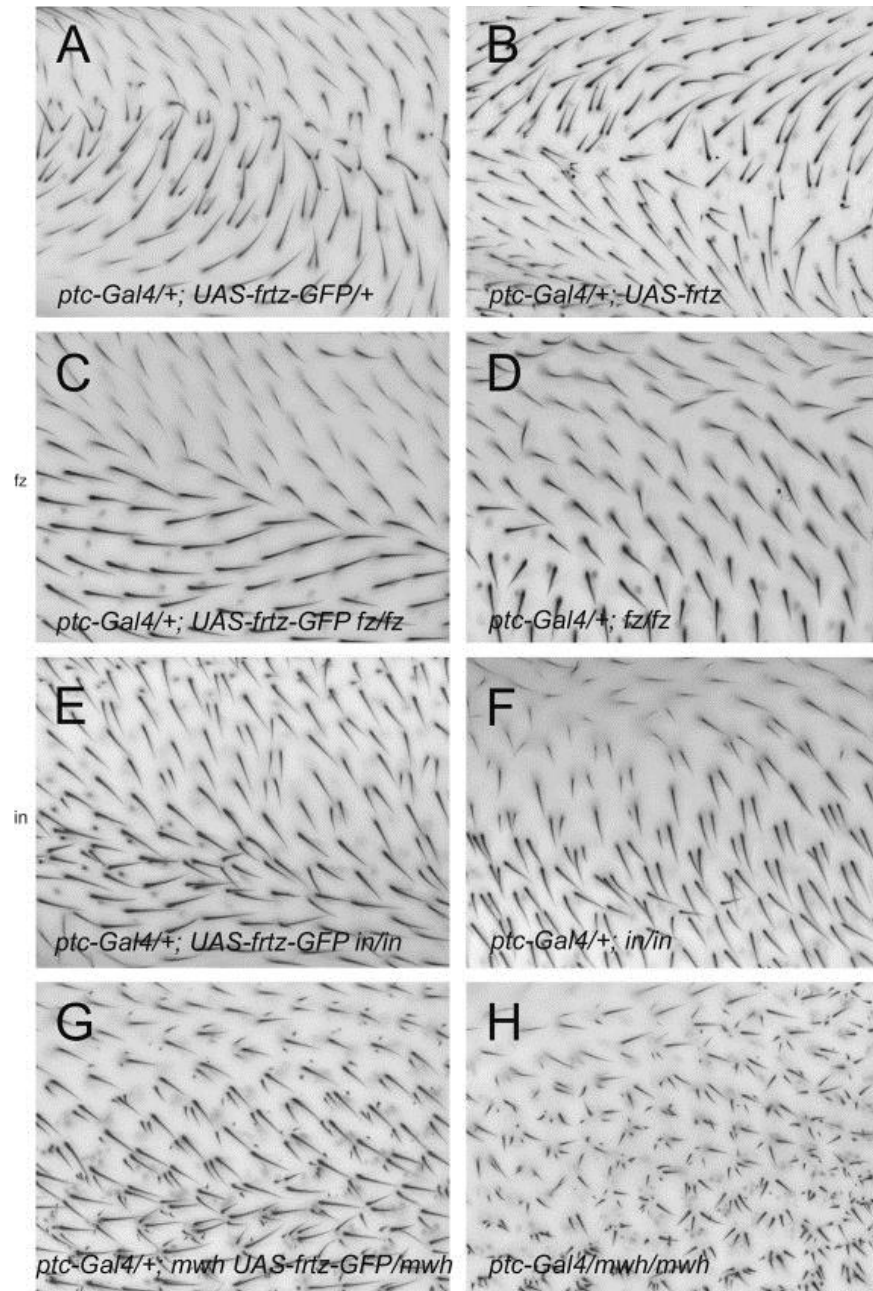 A
B
ptc-Gal4/+; UAS-frtz-GFP/+
ptc-Gal4/+; UAS-frtz
C
D
fz
ptc-Gal4/+; UAS-frtz-GFP fz/fz
ptc-Gal4/+; fz/fz
E
F
in
ptc-Gal4/+; UAS-frtz-GFP in/in
ptc-Gal4/+; in/in
G
H
ptc-Gal4/+; mwh UAS-frtz-GFP/mwh
ptc-Gal4/mwh/mwh